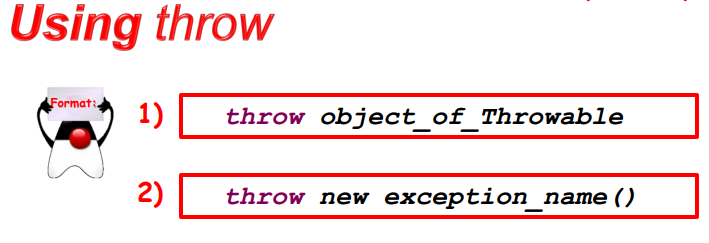 Using throw
Format:
1) throw object_of_Throwable
2) throw new exception_name()